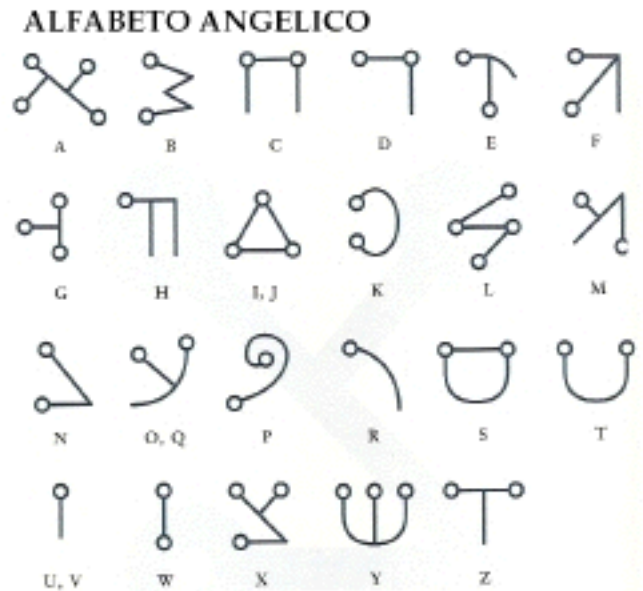 ALFABETO ANGELICO
A B C D E F
G H I, J K L M
N O, Q P R S T
U, V W X Y Z